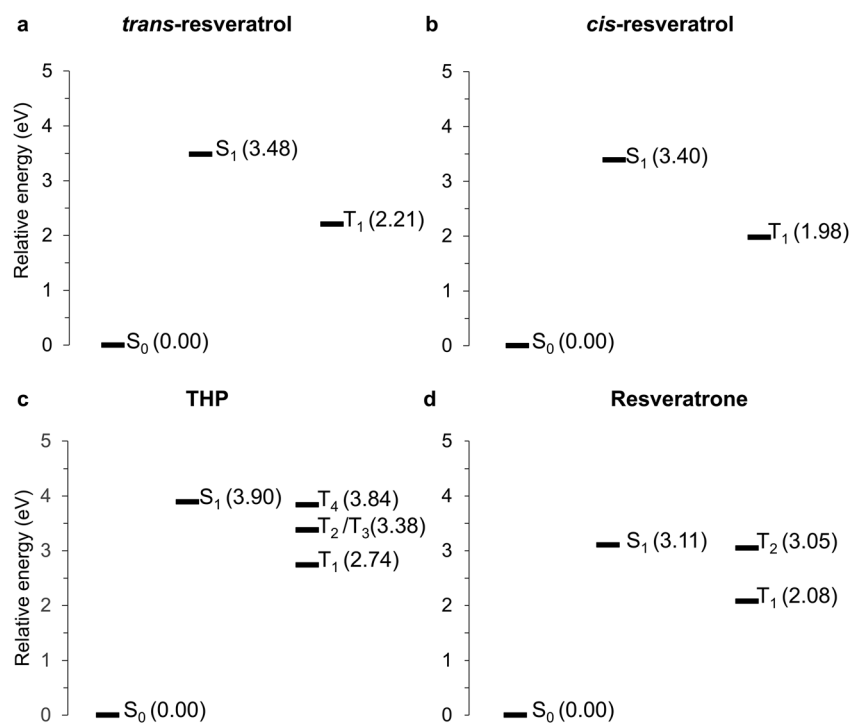 a trans-resveratrol
5
4
3
2
1
0
Relative energy (eV)
S₁ (3.48)
T₁ (2.21)
S₀ (0.00)
b cis-resveratrol
5
4
3
2
1
0
S₁ (3.40)
T₁ (1.98)
S₀ (0.00)
c THP
5
4
3
2
1
0
Relative energy (eV)
S₁ (3.90)
T₄ (3.84)
T₂ /T₃(3.38)
T₁ (2.74)
S₀ (0.00)
d Resveratrone
5
4
3
2
1
0
S₁ (3.11)
T₂ (3.05)
T₁ (2.08)
S₀ (0.00)